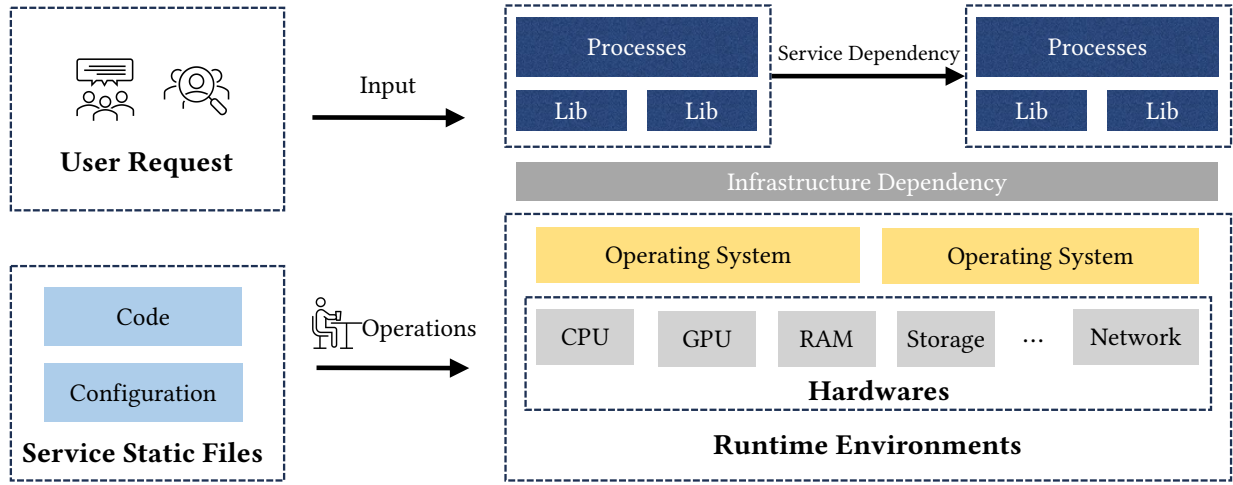 User Request
Input
Processes
Lib
Lib
Service Dependency
Processes
Lib
Lib
Infrastructure Dependency
Code
Configuration
Service Static Files
Operations
Operating System
Operating System
CPU
GPU
RAM
Storage
...
Network
Hardwares
Runtime Environments